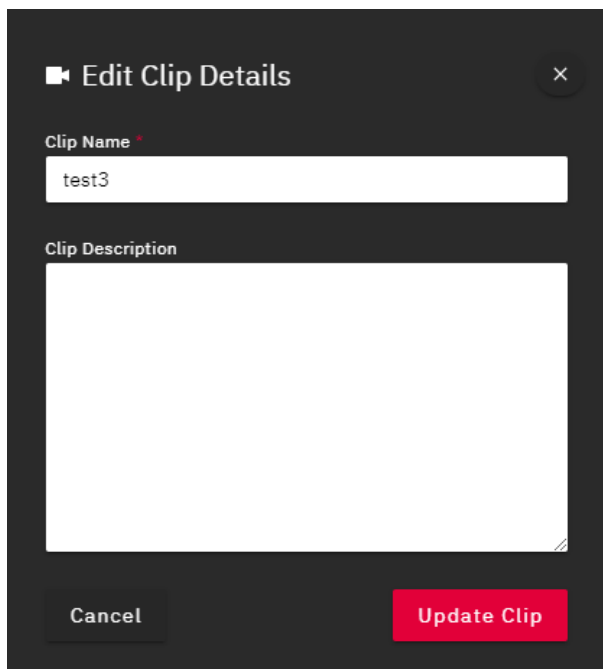 Edit Clip Details
Clip Name *
test3
Clip Description
Cancel
Update Clip